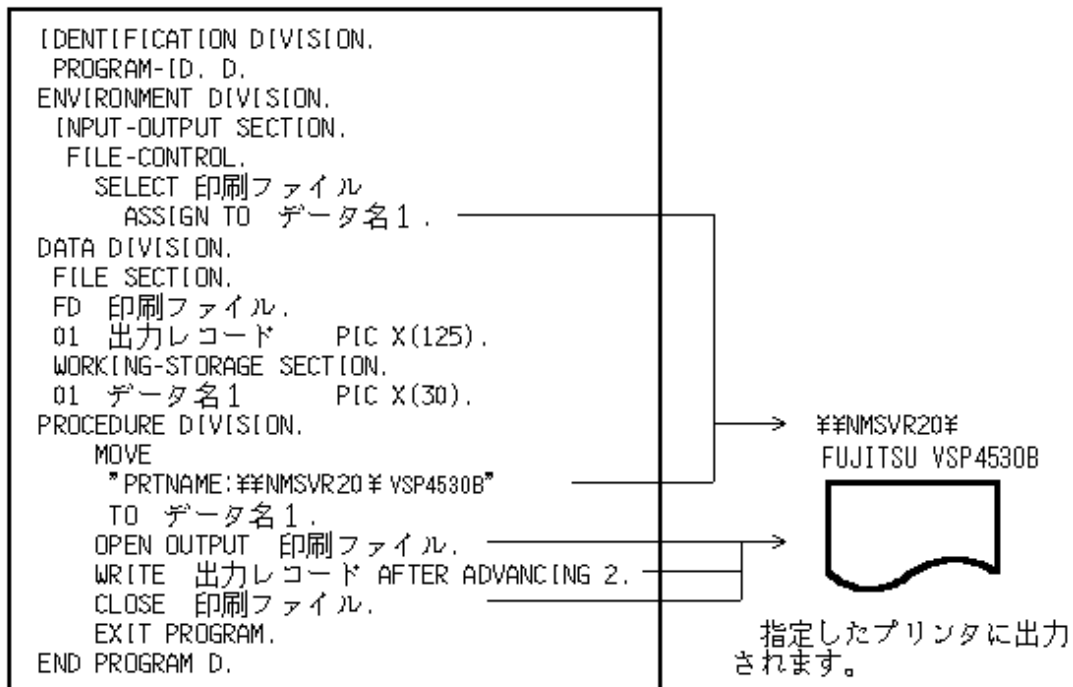 IDENTIFICATION DIVISION.
PROGRAM-ID. D.
ENVIRONMENT DIVISION.
INPUT-OUTPUT SECTION.
FILE-CONTROL.
SELECT 印刷ファイル
ASSIGN TO データ名1.
DATA DIVISION.
FILE SECTION.
FD 印刷ファイル.
01 出力レコード PIC X(125).
WORKING-STORAGE SECTION.
01 データ名1 PIC X(30).
PROCEDURE DIVISION.
MOVE
"PRTNAME:¥¥NMSVR20¥VSP4530B"
TO データ名1.
OPEN OUTPUT 印刷ファイル.
WRITE 出力レコード AFTER ADVANCING 2.
CLOSE 印刷ファイル.
EXIT PROGRAM.
END PROGRAM D.
¥¥NMSVR20¥
FUJITSU VSP4530B
指定したプリンタに出力
されます。